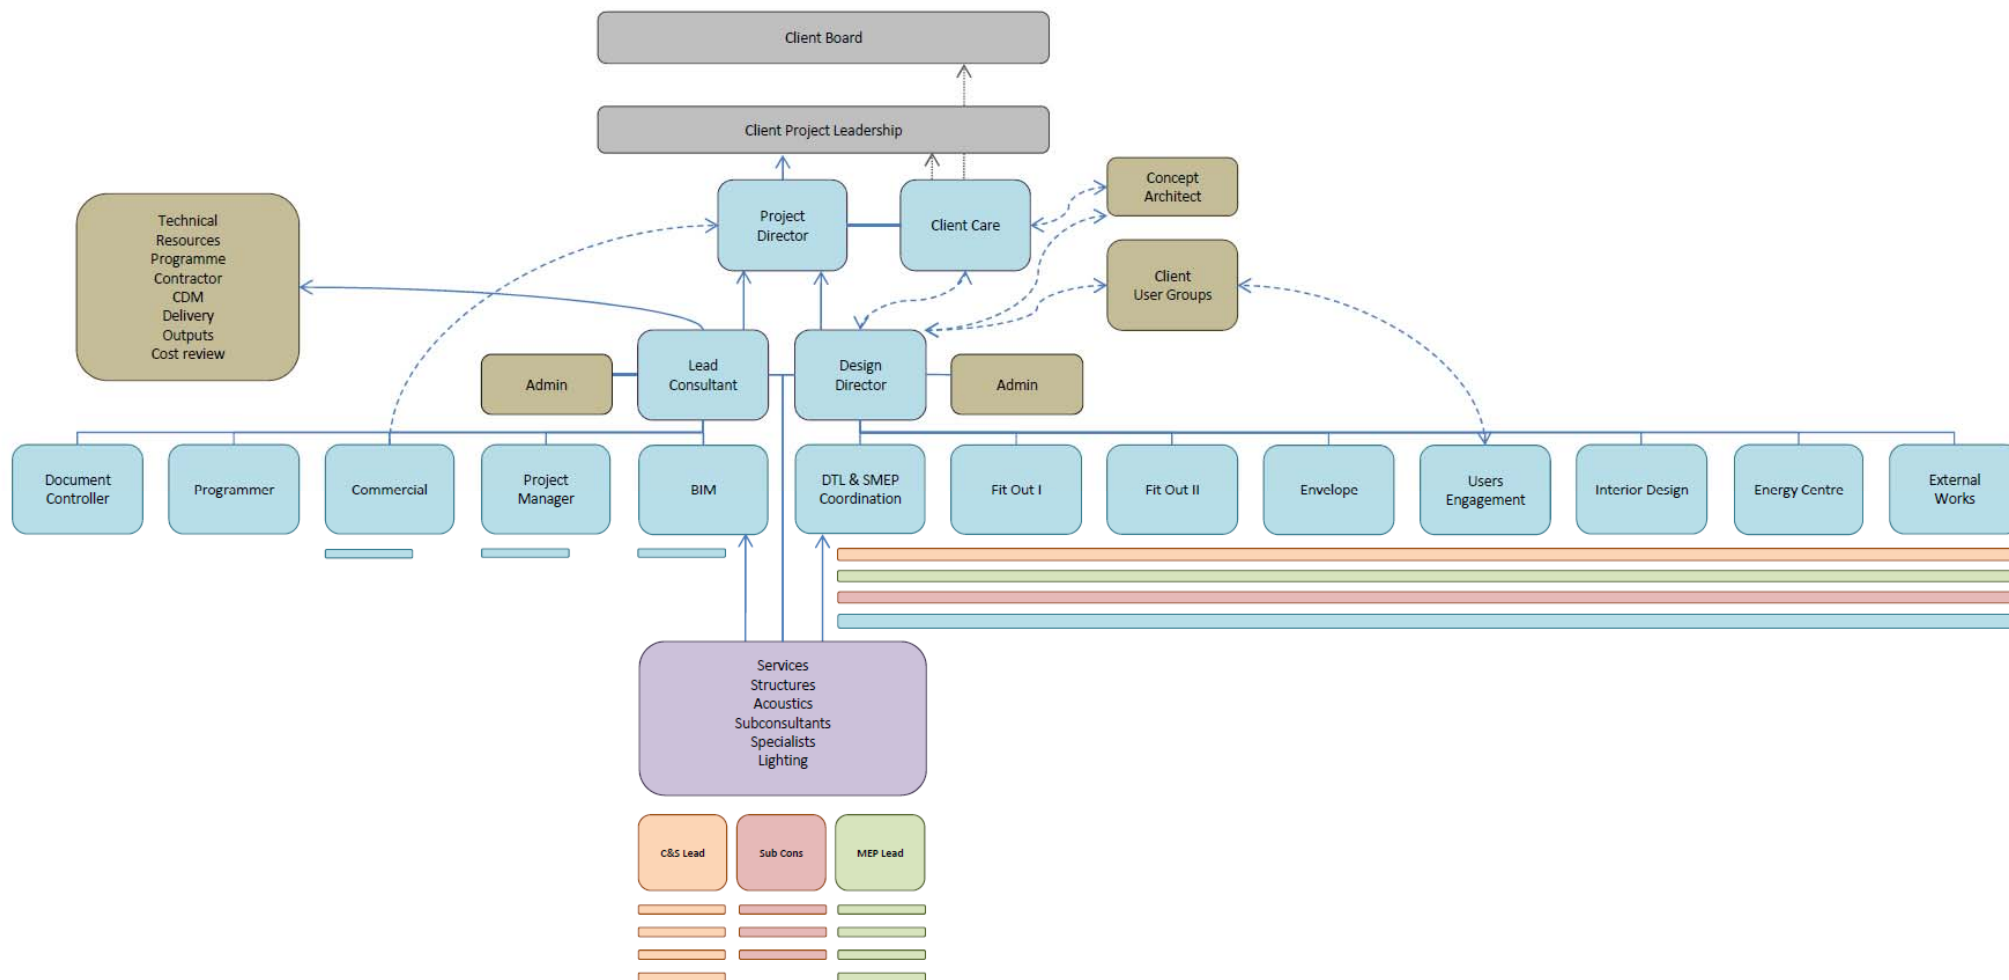 Client Board
Client Project Leadership
Concept
Architect
Project
Director
Client Care
Technical
Resources
Programme
Contractor
CDM
Delivery
Outputs
Cost review
Client
User Groups
Admin
Lead
Consultant
Design
Director
Admin
Document
Controller
Programmer
Commercial
Project
Manager
BIM
DTL & SMEP
Coordination
Fit Out I
Fit Out II
Envelope
Users
Engagement
Interior Design
Energy Centre
External
Works
Services
Structures
Acoustics
Subconsultants
Specialists
Lighting
C&S Lead
Sub Cons
MEP Lead